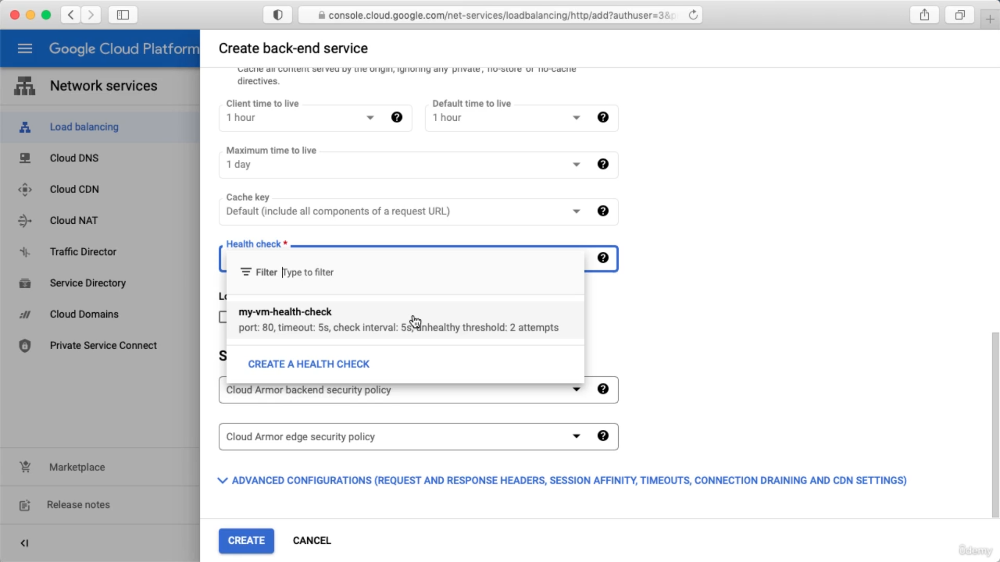 console.cloud.google.com/net-services/loadbalancing/http/add?authuser=3&p
Google Cloud Platform
Create back-end service
Cache all content served by the origin, ignoring any 'private', 'no-store' or 'no-cache'
directives.
Network services
Load balancing
Cloud DNS
Cloud CDN
Cloud NAT
Traffic Director
Service Directory
Cloud Domains
Private Service Connect
Marketplace
Release notes
Client time to live
1 hour
Default time to live
1 hour
Maximum time to live
1 day
Cache key
Default (include all components of a request URL)
Health check *
Filter Type to filter
Lo
my-vm-health-check
port: 80, timeout: 5s, check interval: 5s, unhealthy threshold: 2 attempts
S
CREATE A HEALTH CHECK
Cloud Armor backend security policy
Cloud Armor edge security policy
ADVANCED CONFIGURATIONS (REQUEST AND RESPONSE HEADERS, SESSION AFFINITY, TIMEOUTS, CONNECTION DRAINING AND CDN SETTINGS)
CREATE
CANCEL
ûdemy